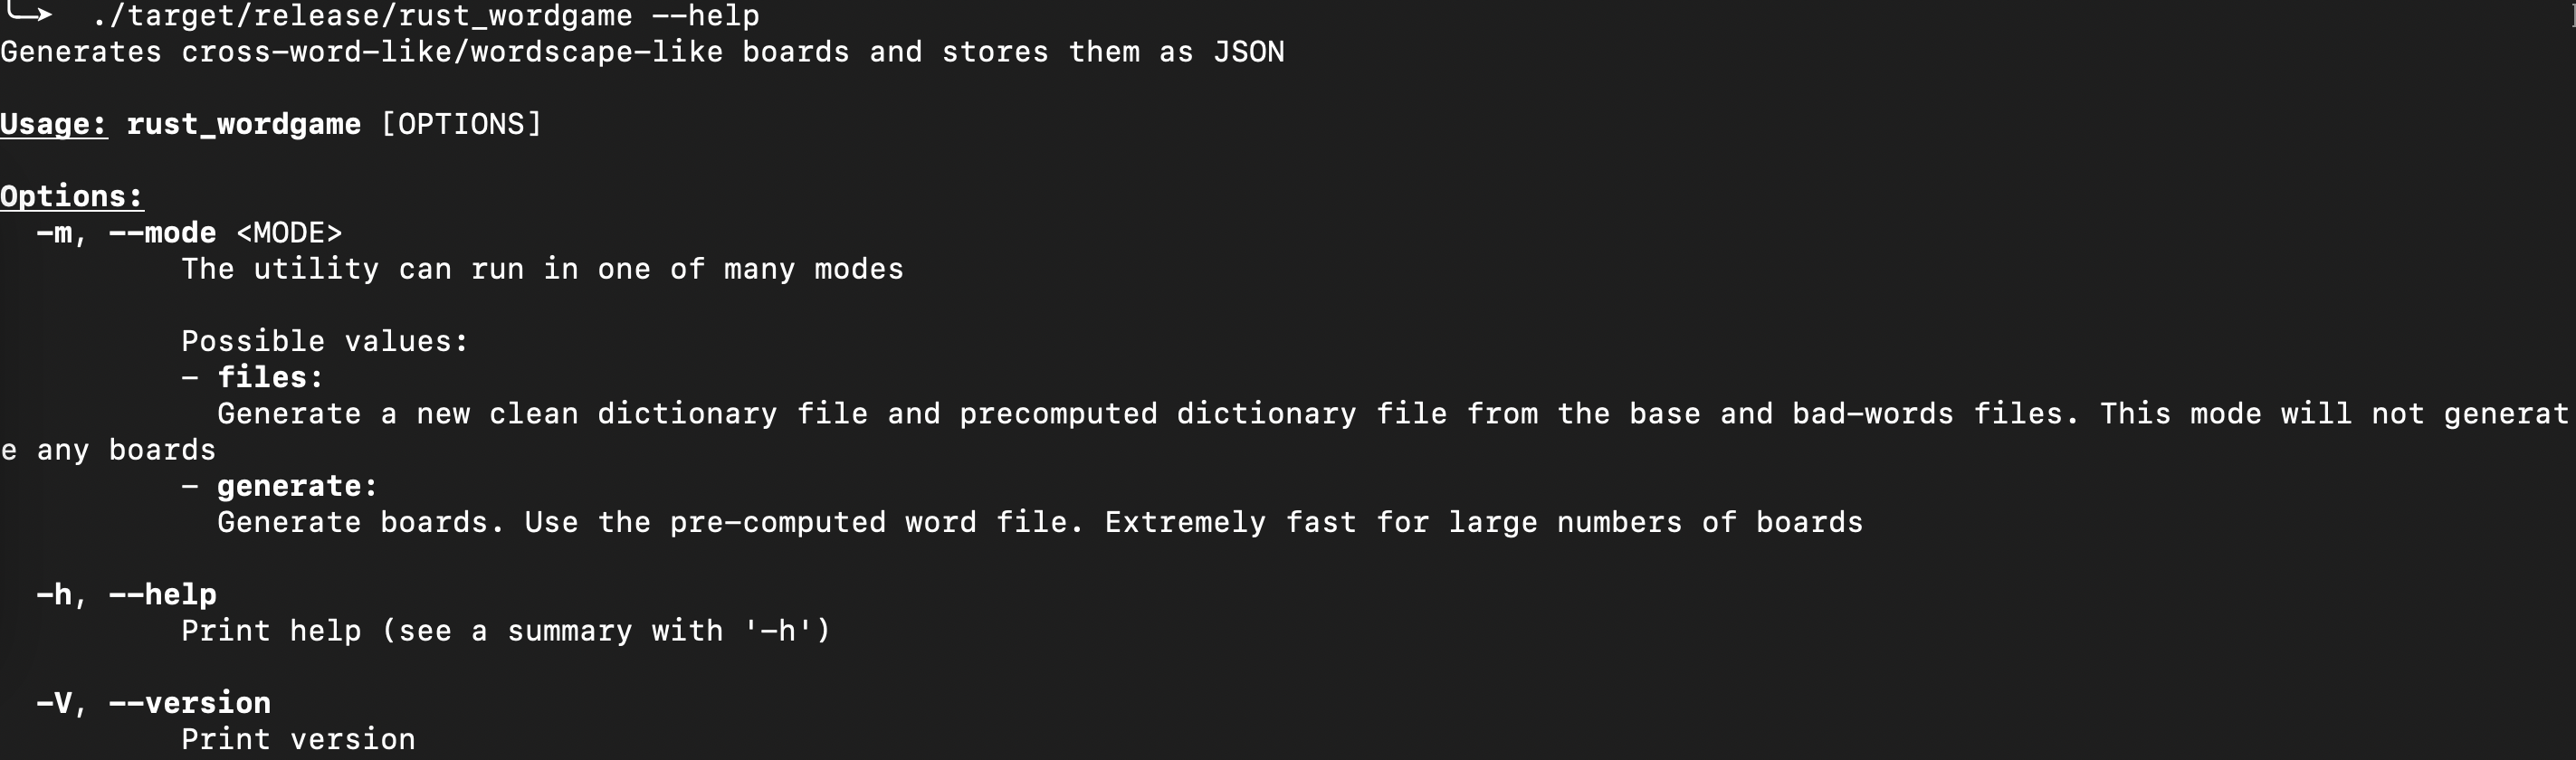 ./target/release/rust_wordgame --help
Generates cross-word-like/wordscape-like boards and stores them as JSON
Usage: rust_wordgame [OPTIONS]
Options:
-m, --mode <MODE>
The utility can run in one of many modes
Possible values:
- files:
Generate a new clean dictionary file and precomputed dictionary file from the base and bad-words files. This mode will not generat
e any boards
- generate:
Generate boards. Use the pre-computed word file. Extremely fast for large numbers of boards
-h, --help
Print help (see a summary with '-h')
-V, --version
Print version